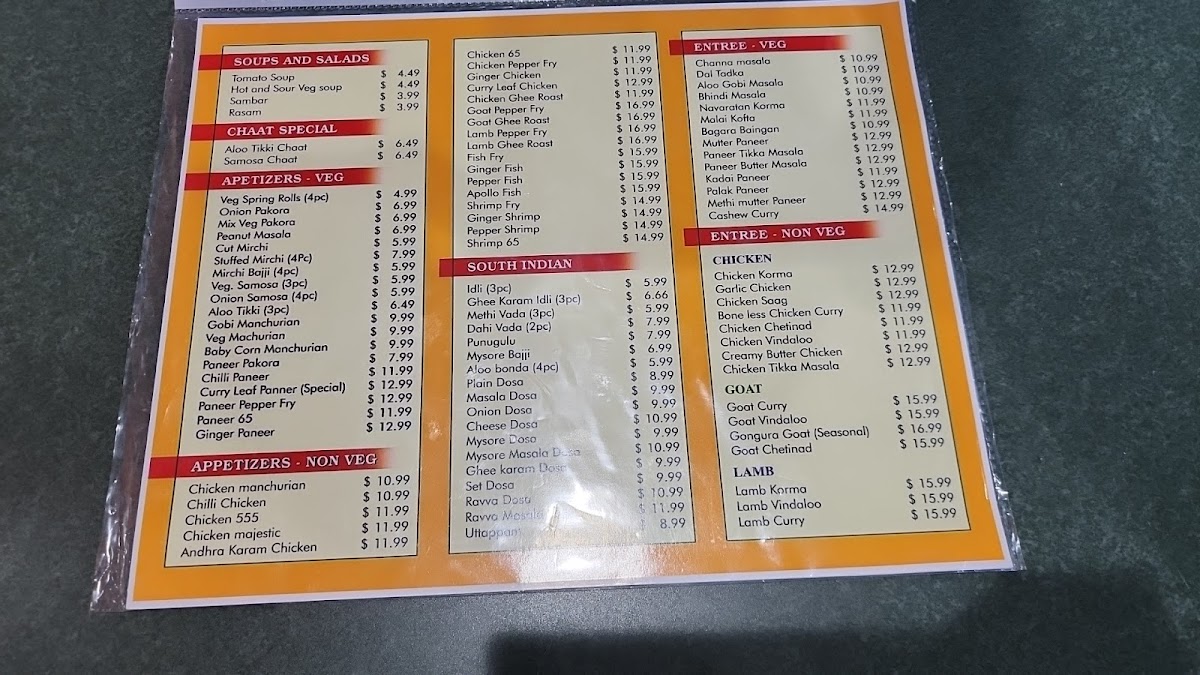 SOUPS AND SALADS
Tomato Soup $ 4.49
Hot and Sour Veg soup $ 4.49
Sambar $ 3.99
Rasam $ 3.99
CHAAT SPECIAL
Aloo Tikki Chaat $ 6.49
Samosa Chaat $ 6.49
APETIZERS - VEG
Veg Spring Rolls (4pc) $ 4.99
Onion Pakora $ 6.99
Mix Veg Pakora $ 6.99
Peanut Masala $ 6.99
Cut Mirchi $ 5.99
Stuffed Mirchi (4Pc) $ 7.99
Mirchi Bajji (4pc) $ 5.99
Veg. Samosa (3pc) $ 5.99
Onion Samosa (4pc) $ 5.99
Aloo Tikki (3pc) $ 6.49
Gobi Manchurian $ 9.99
Veg Machurian $ 9.99
Baby Corn Manchurian $ 9.99
Paneer Pakora $ 7.99
Chilli Paneer $ 11.99
Curry Leaf Panner (Special) $ 12.99
Paneer Pepper Fry $ 12.99
Paneer 65 $ 11.99
Ginger Paneer $ 12.99
APPETIZERS - NON VEG
Chicken manchurian $ 10.99
Chilli Chicken $ 10.99
Chicken 555 $ 11.99
Chicken majestic $ 11.99
Andhra Karam Chicken $ 11.99
Chicken 65 $ 11.99
Chicken Pepper Fry $ 11.99
Ginger Chicken $ 11.99
Curry Leaf Chicken $ 12.99
Chicken Ghee Roast $ 11.99
Goat Pepper Fry $ 16.99
Goat Ghee Roast $ 16.99
Lamb Pepper Fry $ 16.99
Lamb Ghee Roast $ 16.99
Fish Fry $ 15.99
Ginger Fish $ 15.99
Pepper Fish $ 15.99
Apollo Fish $ 15.99
Shrimp Fry $ 14.99
Ginger Shrimp $ 14.99
Pepper Shrimp $ 14.99
Shrimp 65 $ 14.99
SOUTH INDIAN
Idli (3pc) $ 5.99
Ghee Karam Idli (3pc) $ 6.66
Methi Vada (3pc) $ 5.99
Dahi Vada (2pc) $ 7.99
Punugulu $ 7.99
Mysore Bajji $ 6.99
Aloo bonda (4pc) $ 5.99
Plain Dosa $ 8.99
Masala Dosa $ 9.99
Onion Dosa $ 9.99
Cheese Dosa $ 10.99
Mysore Dosa $ 9.99
Mysore Masala Dosa $ 10.99
Ghee karam Dosa $ 9.99
Set Dosa $ 9.99
Ravva Dosa $ 10.99
Ravva Masala $ 11.99
Uttappam $ 8.99
ENTREE - VEG
Channa masala $ 10.99
Dal Tadka $ 10.99
Aloo Gobi Masala $ 10.99
Bhindi Masala $ 10.99
Navaratan Korma $ 11.99
Malai Kofta $ 11.99
Bagara Baingan $ 10.99
Mutter Paneer $ 12.99
Paneer Tikka Masala $ 12.99
Paneer Butter Masala $ 12.99
Kadai Paneer $ 11.99
Palak Paneer $ 12.99
Methi mutter Paneer $ 12.99
Cashew Curry $ 14.99
ENTREE - NON VEG
CHICKEN
Chicken Korma $ 12.99
Garlic Chicken $ 12.99
Chicken Saag $ 12.99
Bone less Chicken Curry $ 11.99
Chicken Chetinad $ 11.99
Chicken Vindaloo $ 11.99
Creamy Butter Chicken $ 12.99
Chicken Tikka Masala $ 12.99
GOAT
Goat Curry $ 15.99
Goat Vindaloo $ 15.99
Gongura Goat (Seasonal) $ 16.99
Goat Chetinad $ 15.99
LAMB
Lamb Korma $ 15.99
Lamb Vindaloo $ 15.99
Lamb Curry $ 15.99